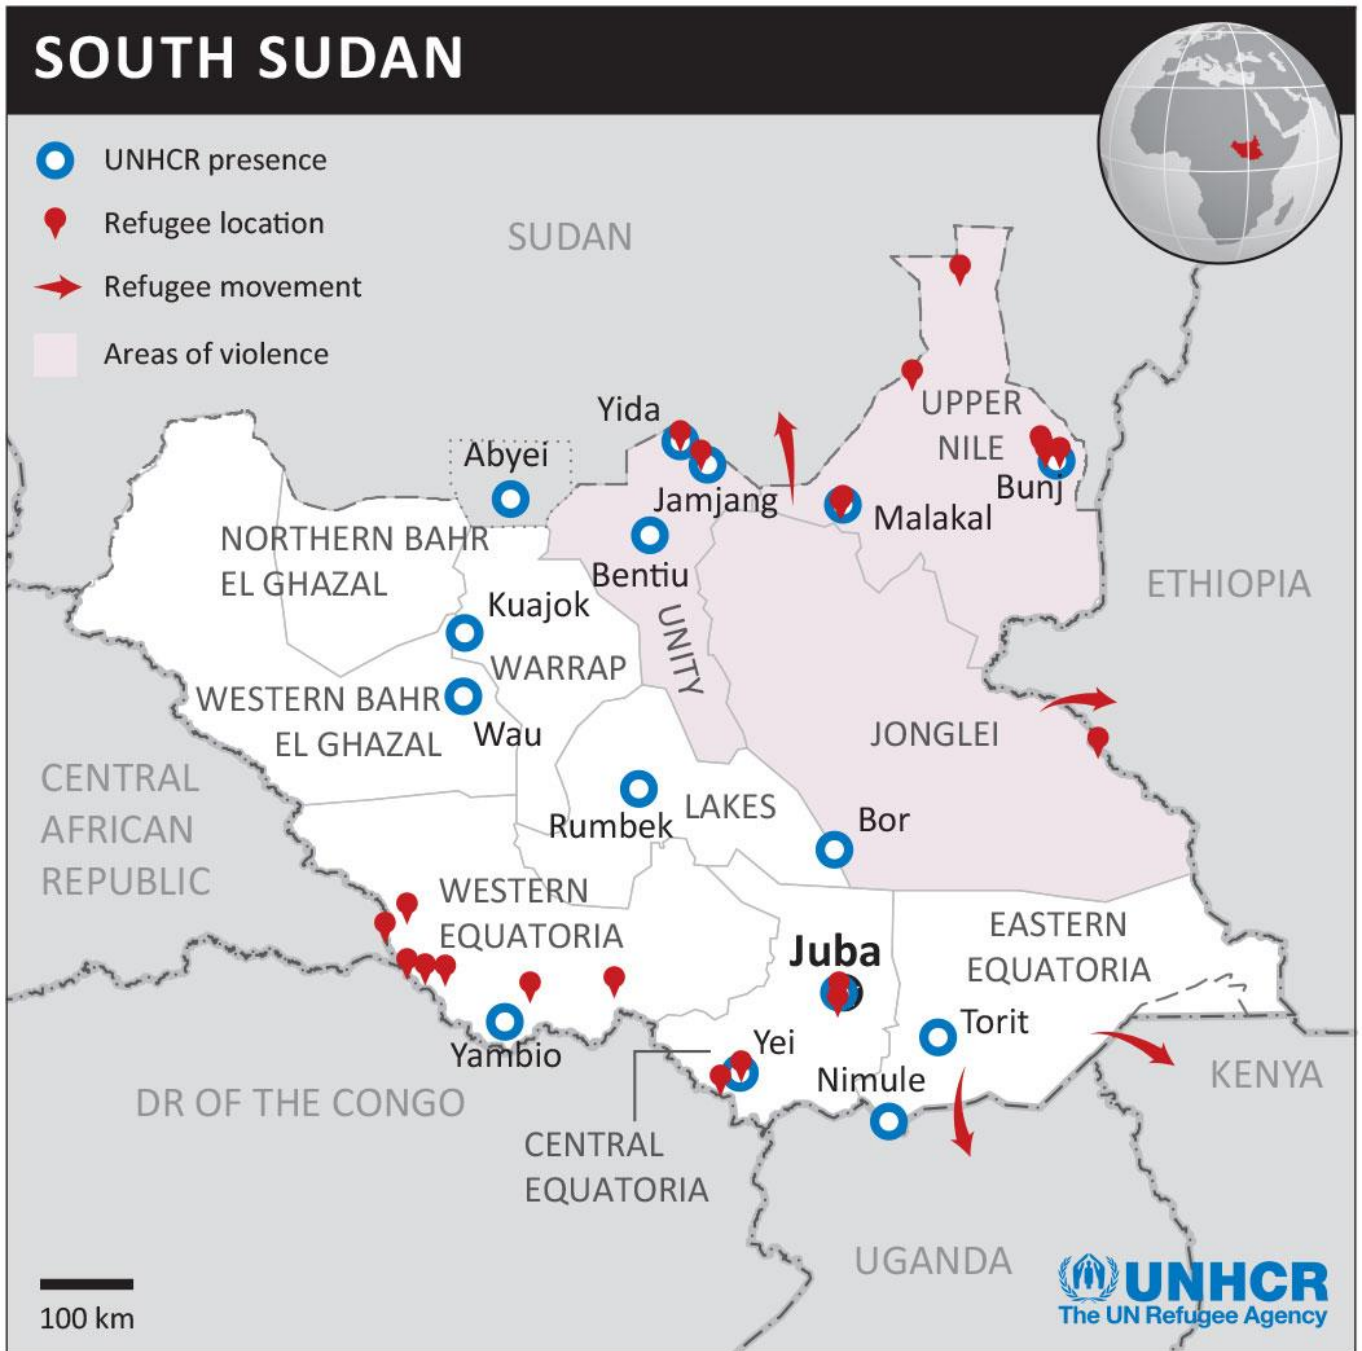 SOUTH SUDAN
UNHCR presence
Refugee location
Refugee movement
Areas of violence
SUDAN
UPPER
NILE
Yida
Abyei
Jamjang
Bunj
Malakal
NORTHERN BAHR
EL GHAZAL
Bentiu
ETHIOPIA
Kuajok
UNITY
WARRAP
WESTERN BAHR
EL GHAZAL
Wau
JONGLEI
CENTRAL
AFRICAN
REPUBLIC
Rumbek
LAKES
Bor
WESTERN
EQUATORIA
Juba
EASTERN
EQUATORIA
Torit
Yambio
Yei
Nimule
KENYA
DR OF THE CONGO
CENTRAL
EQUATORIA
UGANDA
100 km
UNHCR
The UN Refugee Agency